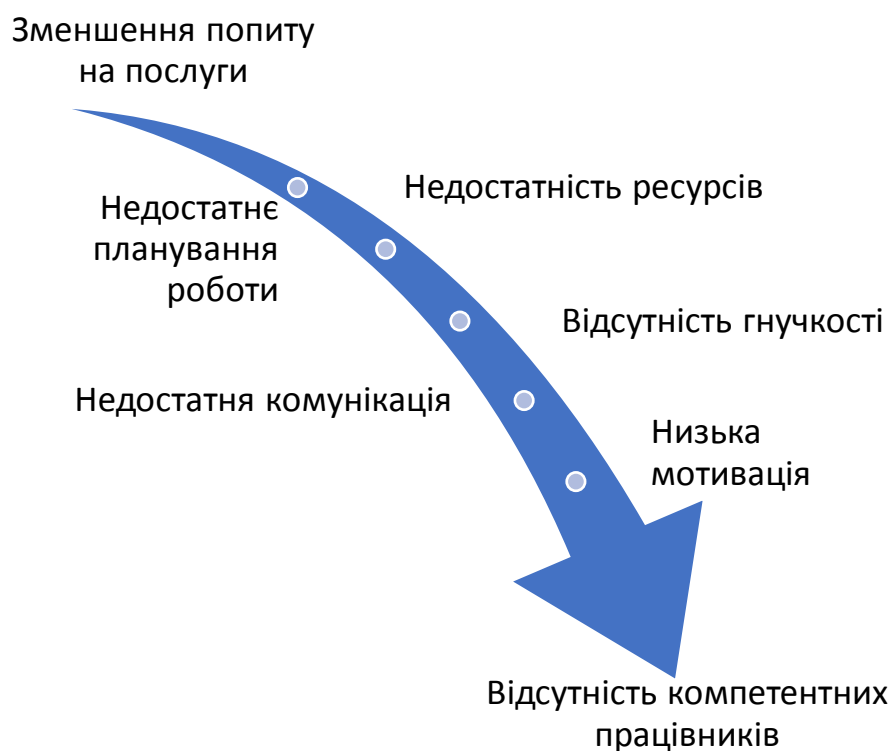 Зменшення попиту
на послуги
Недостатність ресурсів
Недостатнє
планування
роботи
Відсутність гнучкості
Недостатня комунікація
Низька
мотивація
Відсутність компетентних
працівників